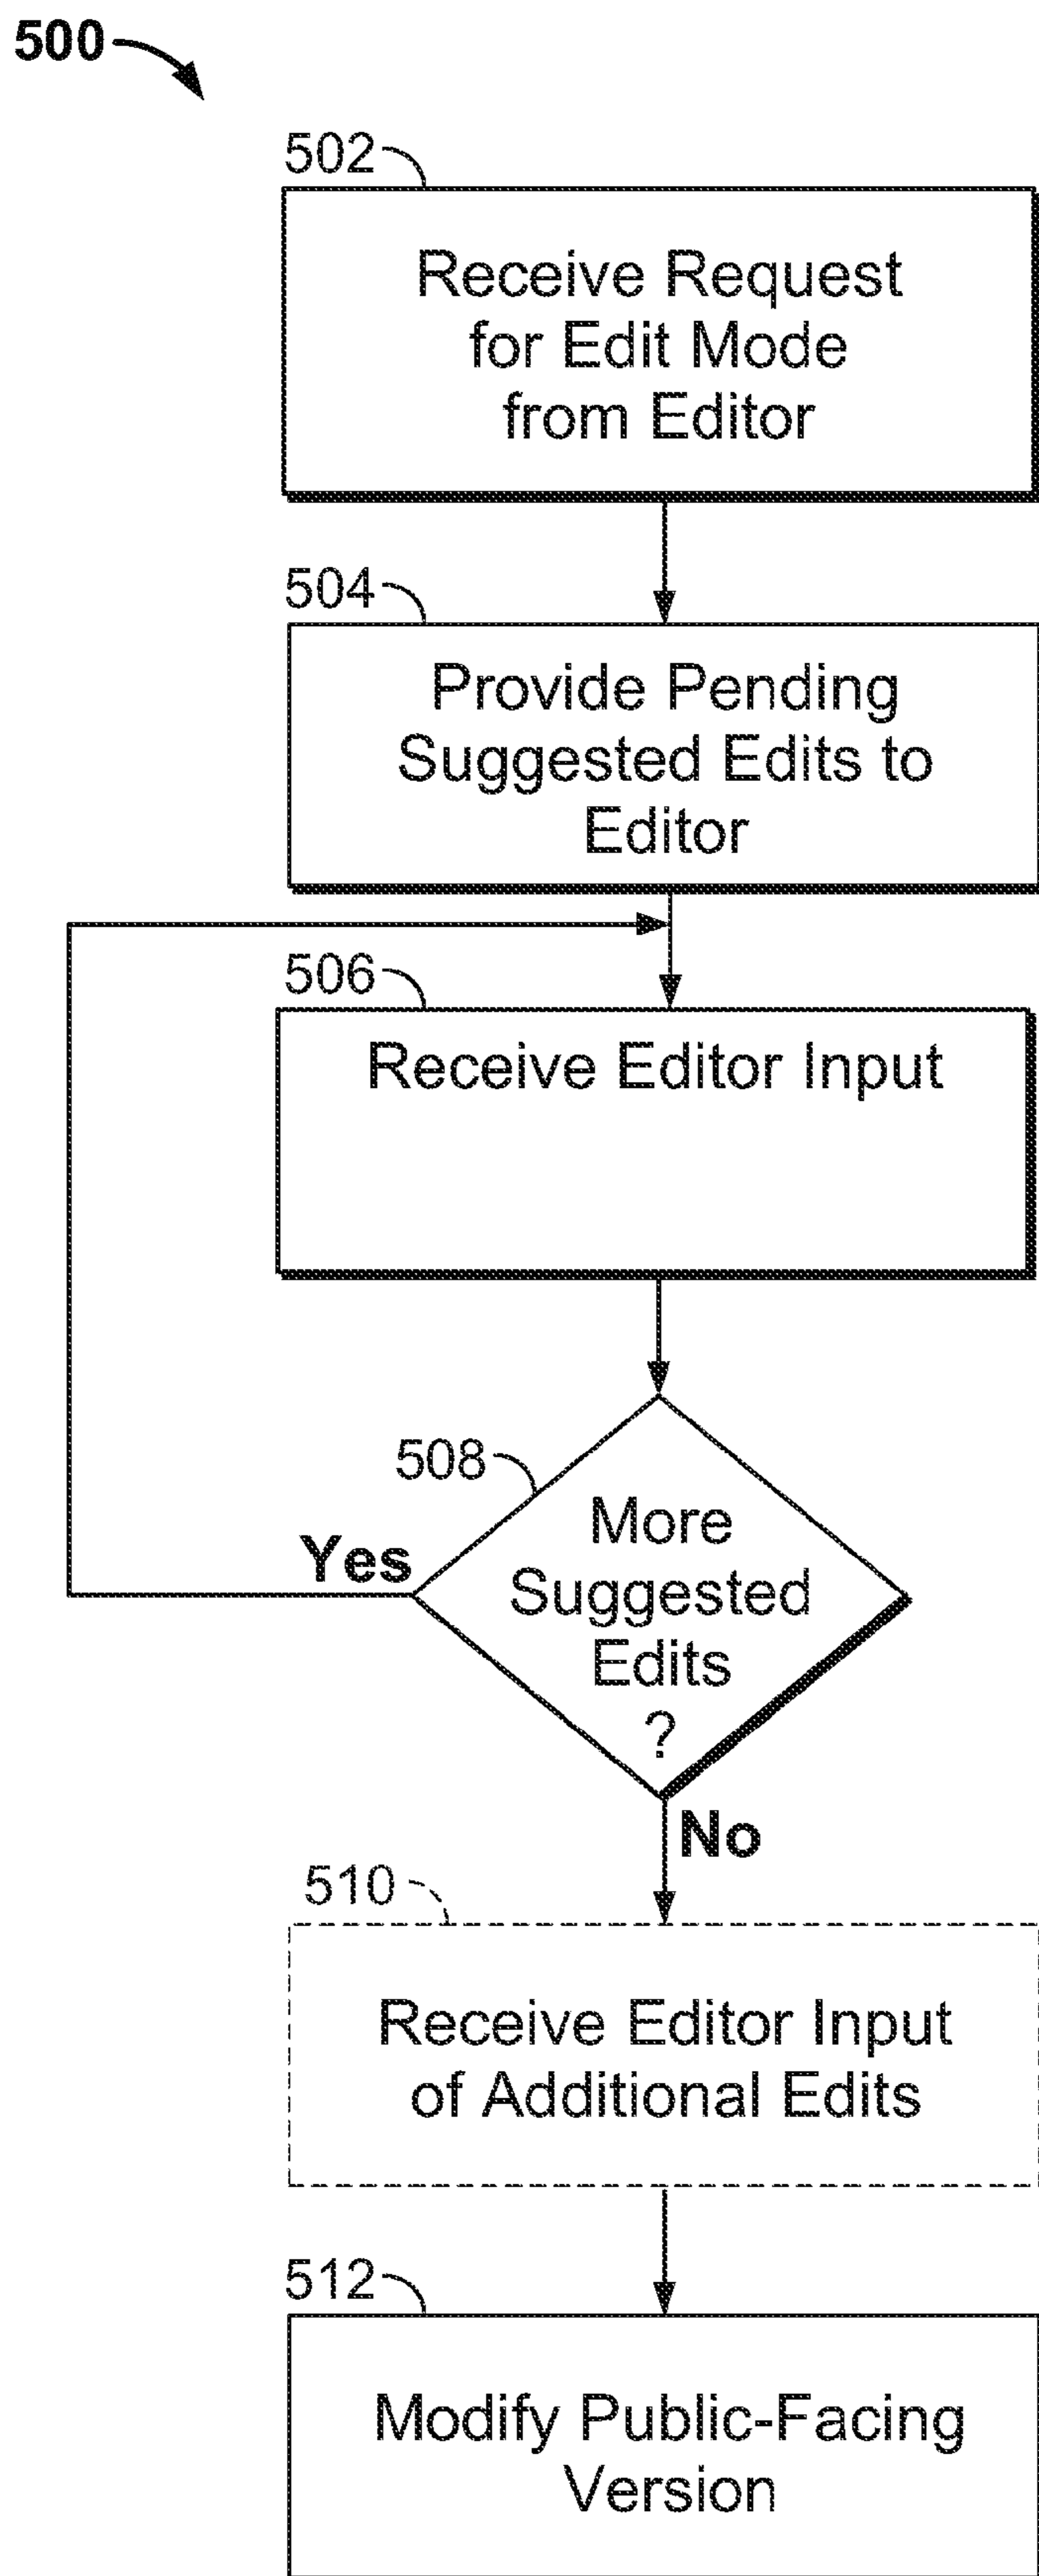 500
502
Receive Request
for Edit Mode
from Editor
504
Provide Pending
Suggested Edits to
Editor
506
Receive Editor Input
508
More
Suggested
Edits
?
Yes
No
510
Receive Editor Input
of Additional Edits
512
Modify Public-Facing
Version